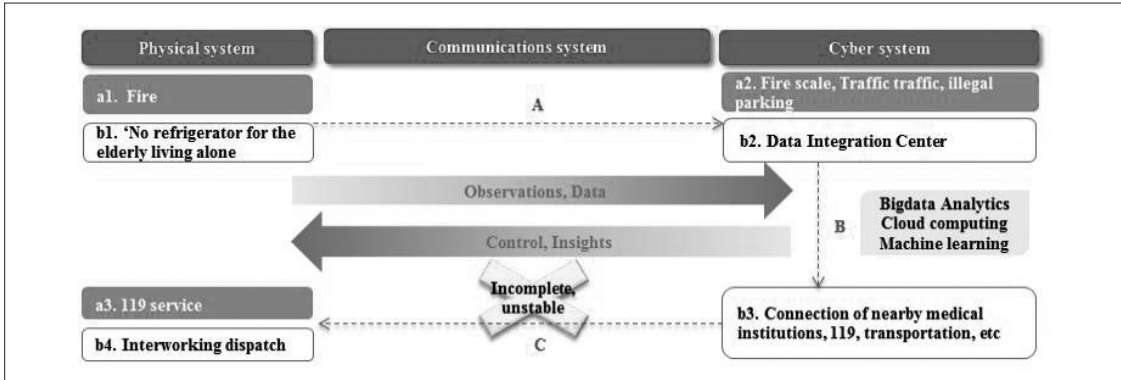 Physical system
Communications system
Cyber system
a1. Fire
A
a2. Fire scale, Traffic traffic, illegal
parking
b1. ‘No refrigerator for the
elderly living alone
b2. Data Integration Center
Observations, Data
B
Bigdata Analytics
Cloud computing
Machine learning
Control, Insights
Incomplete,
unstable
a3. 119 service
b3. Connection of nearby medical
institutions, 119, transportation, etc
b4. Interworking dispatch
C